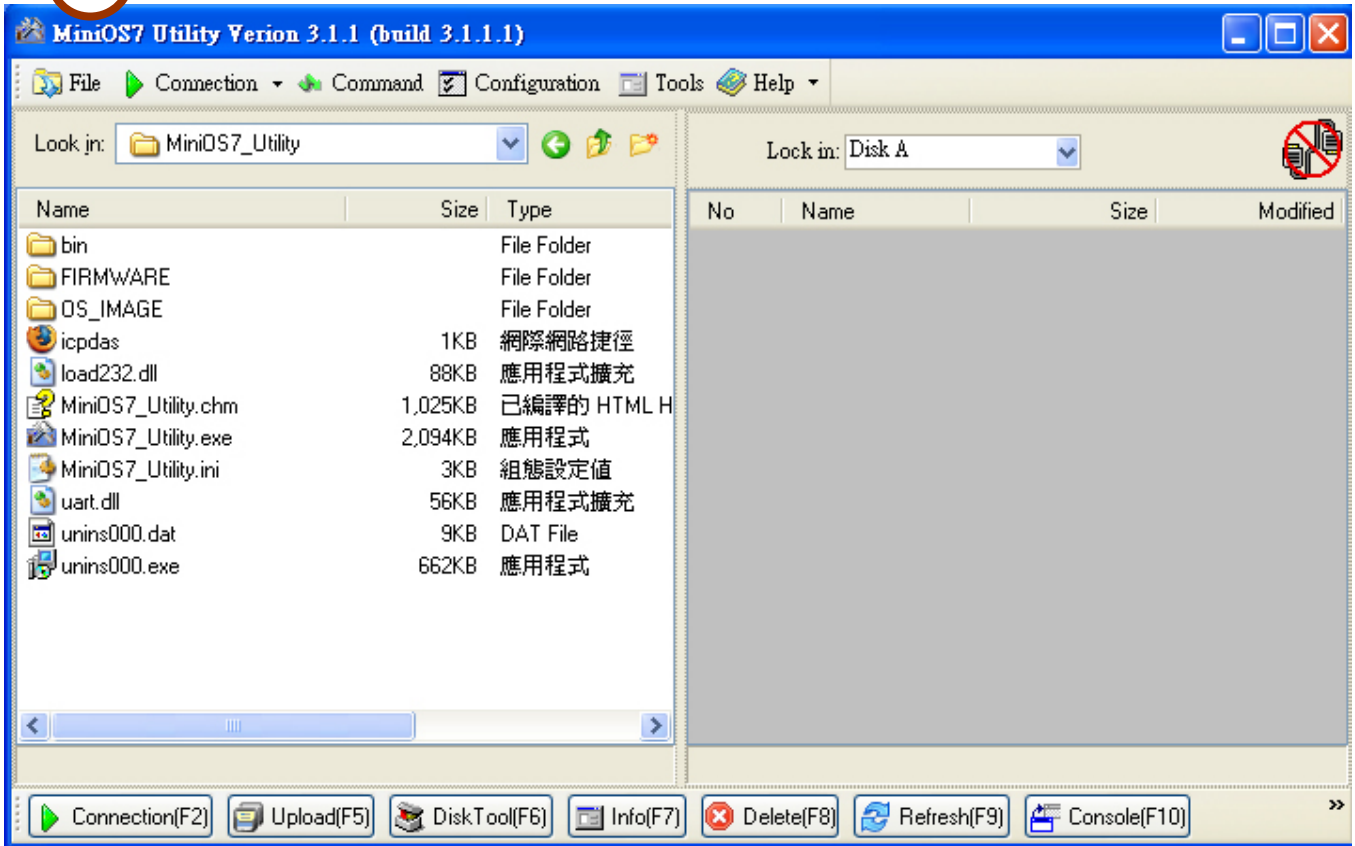 MiniOS7 Utility Verion 3.1.1 (build 3.1.1.1)
File Connection Command Configuration Tools Help
Look in: MiniOS7_Utility
Lock in: Disk A
Name Size Type
No Name Size Modified
bin File Folder
FIRMWARE File Folder
OS_IMAGE File Folder
icpdas 1KB 網際網路捷徑
load232.dll 88KB 應用程式擴充
MiniOS7_Utility.chm 1,025KB 已編譯的 HTML H
MiniOS7_Utility.exe 2,094KB 應用程式
MiniOS7_Utility.ini 3KB 組態設定值
uart.dll 56KB 應用程式擴充
unins000.dat 9KB DAT File
unins000.exe 662KB 應用程式
Connection(F2) Upload(F5) DiskTool(F6) Info(F7) Delete(F8) Refresh(F9) Console(F10) »